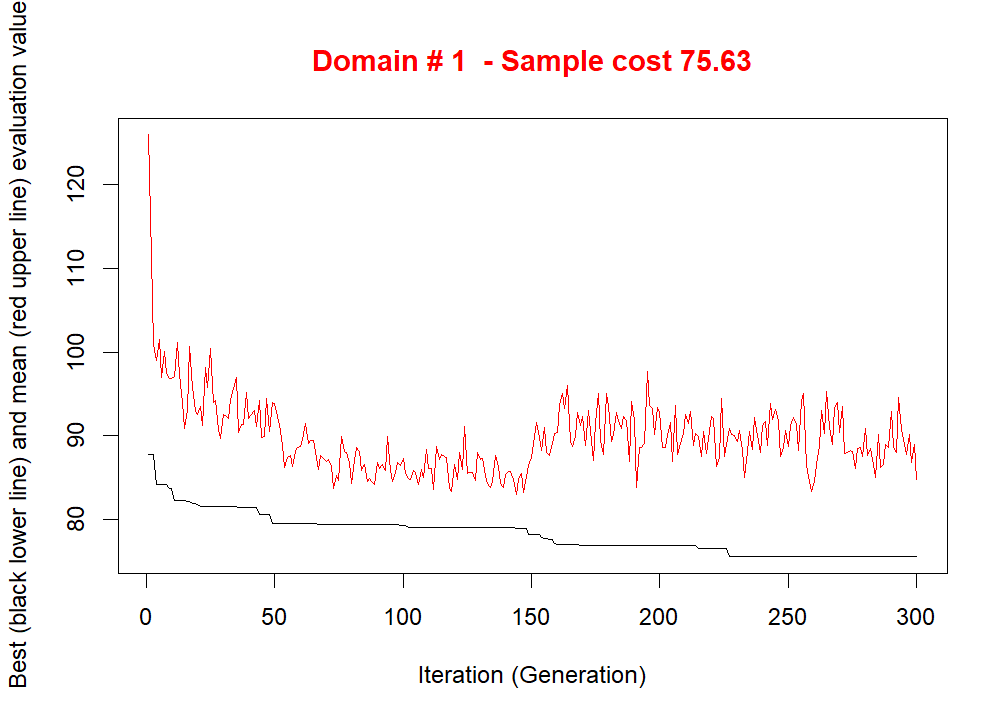 Domain # 1  - Sample cost 75.63
Best (black lower line) and mean (red upper line) evaluation value
120
110
100
90
80
0 50 100 150 200 250 300
Iteration (Generation)